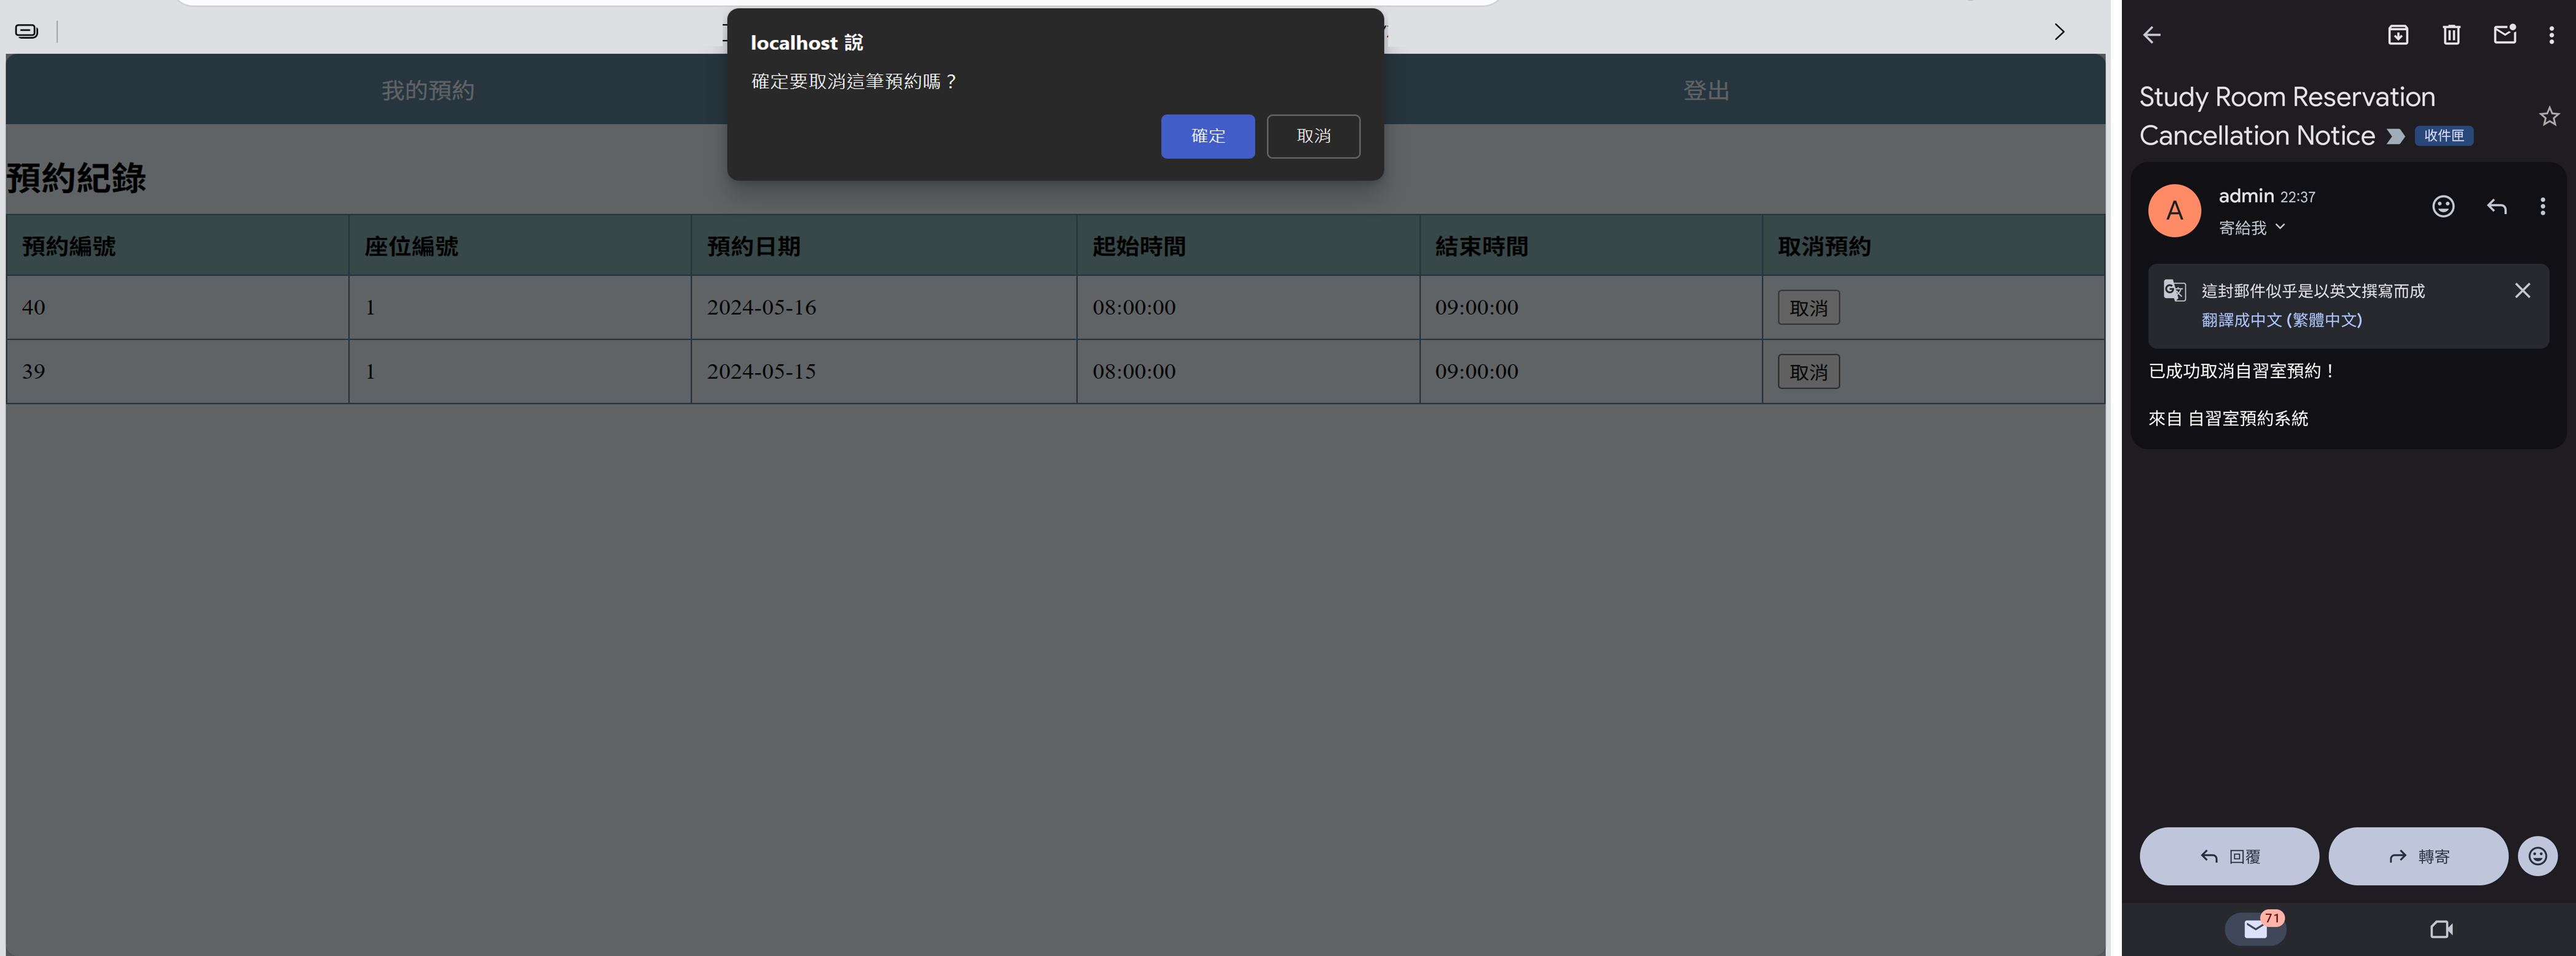 localhost 說
確定要取消這筆預約嗎？
確定
取消
我的預約
登出
預約紀錄
預約編號 座位編號 預約日期 起始時間 結束時間 取消預約
40 1 2024-05-16 08:00:00 09:00:00 取消
39 1 2024-05-15 08:00:00 09:00:00 取消
Study Room Reservation
Cancellation Notice 收件匣
A
admin 22:37
寄給我
這封郵件似乎是以英文撰寫而成
翻譯成中文 (繁體中文)
已成功取消自習室預約！
來自 自習室預約系統
回覆
轉寄
71